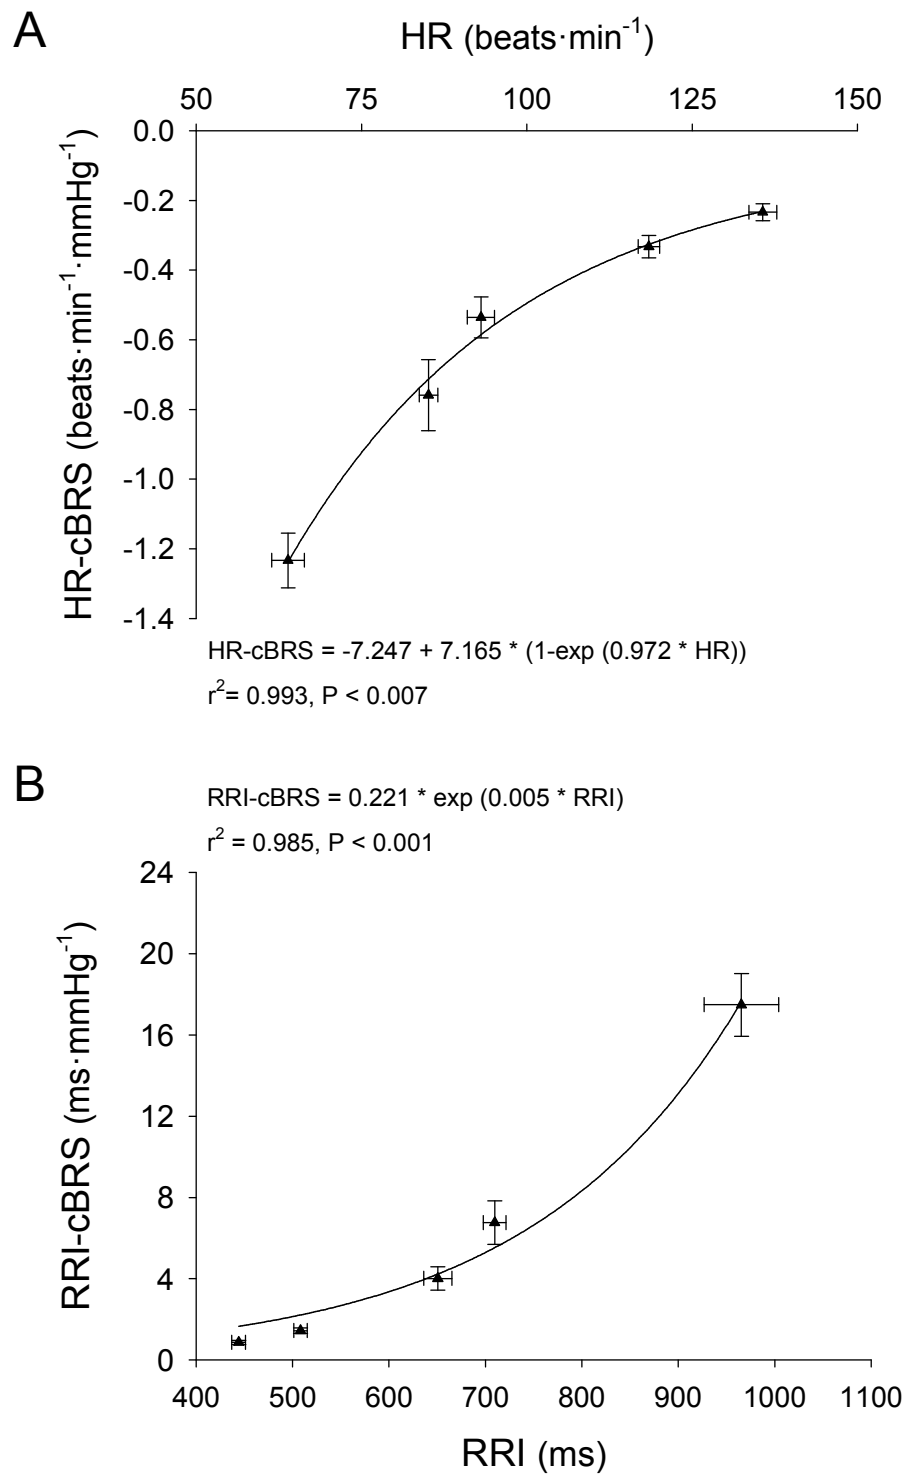 A
HR (beats·min⁻¹)
50 75 100 125 150
0.0
-0.2
-0.4
-0.6
-0.8
-1.0
-1.2
-1.4
HR-cBRS (beats·min⁻¹·mmHg⁻¹)
HR-cBRS = -7.247 + 7.165 * (1-exp (0.972 * HR))
r²= 0.993, P < 0.007
B
RRI-cBRS = 0.221 * exp (0.005 * RRI)
r² = 0.985, P < 0.001
24
20
16
12
8
4
0
RRI-cBRS (ms·mmHg⁻¹)
400 500 600 700 800 900 1000 1100
RRI (ms)